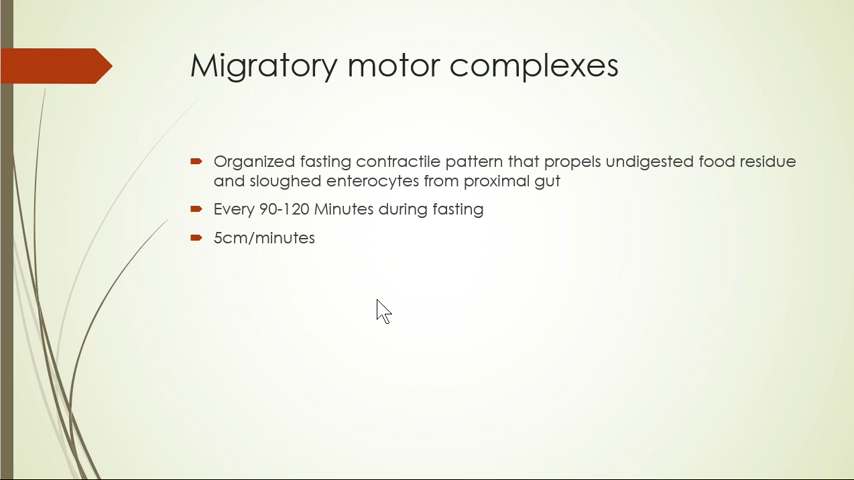 Migratory motor complexes
Organized fasting contractile pattern that propels undigested food residue
and sloughed enterocytes from proximal gut
Every 90-120 Minutes during fasting
5cm/minutes